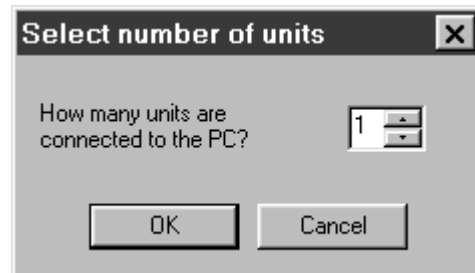 Select number of units
How many units are
connected to the PC?
1
OK
Cancel